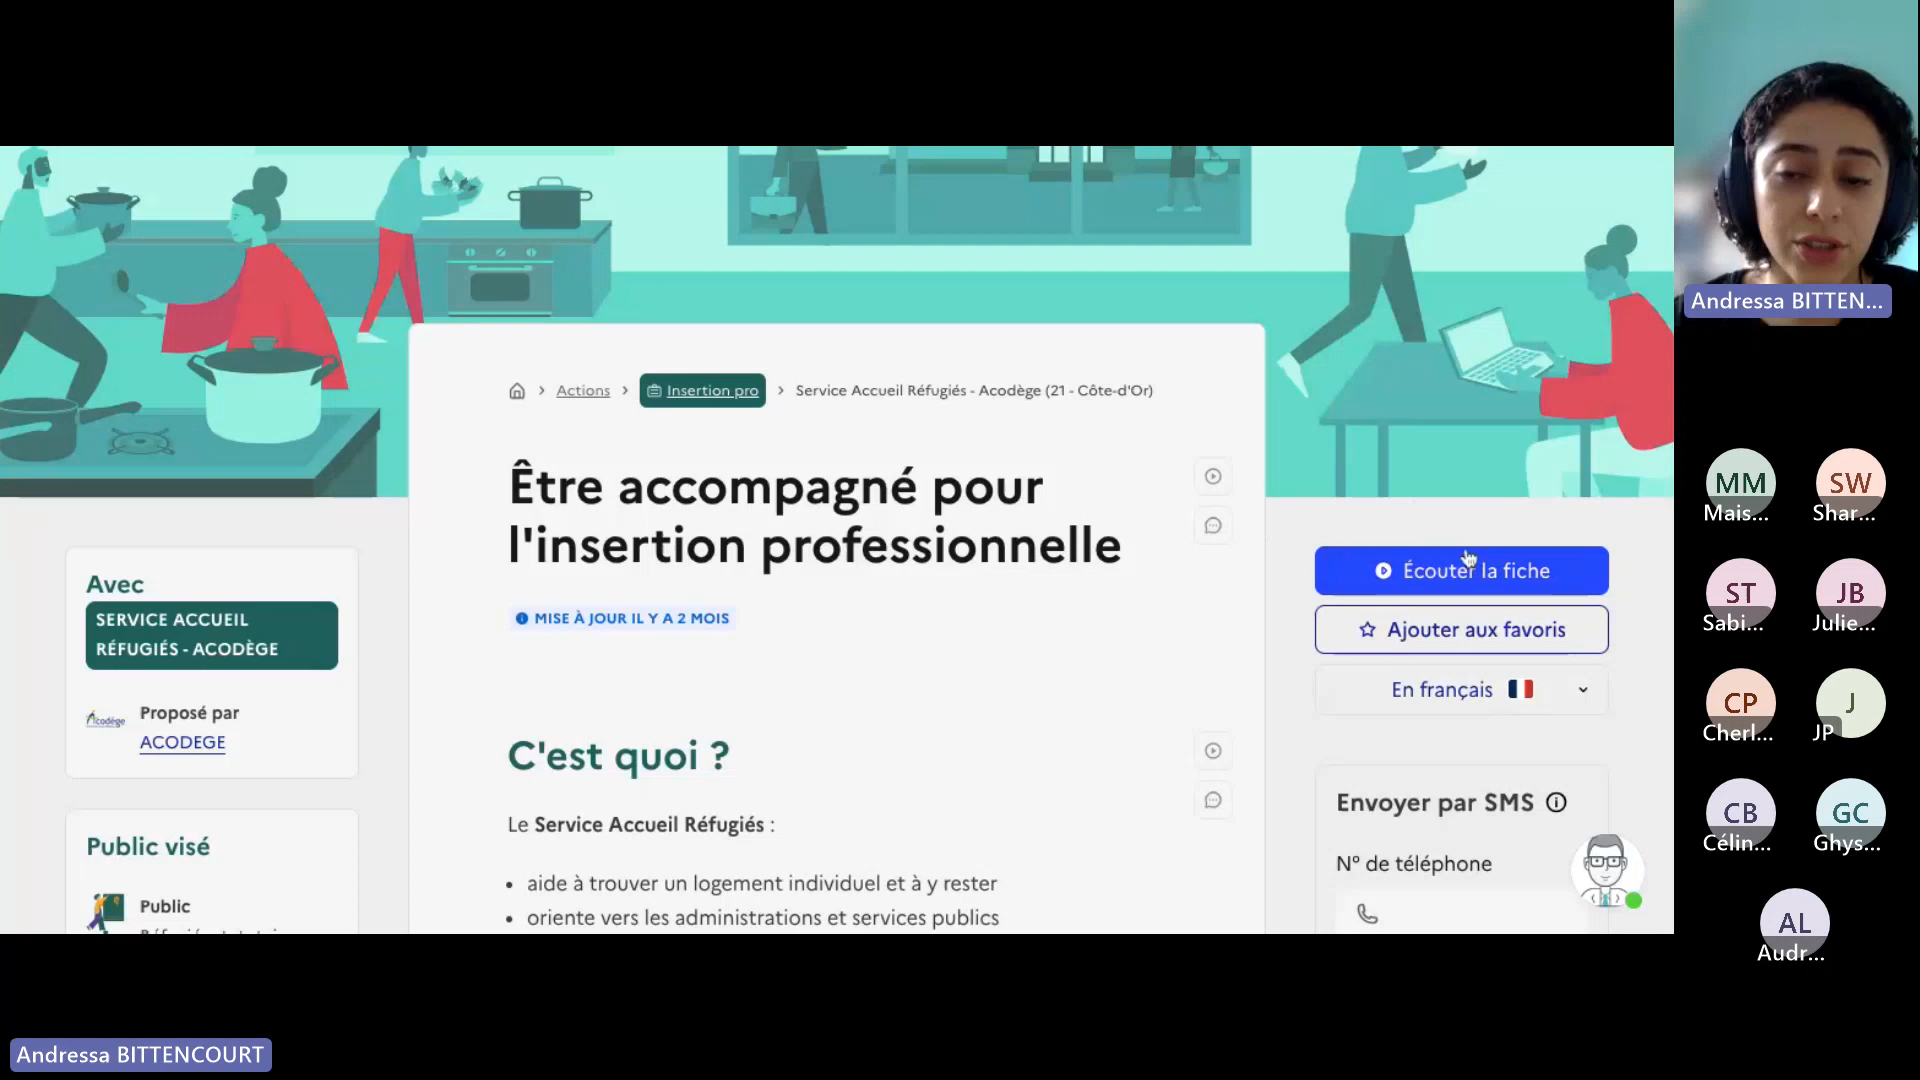 Actions
Insertion pro
Service Accueil Réfugiés - Acodège (21 - Côte-d'Or)
Être accompagné pour
l'insertion professionnelle
MISE À JOUR IL Y A 2 MOIS
C'est quoi ?
Le Service Accueil Réfugiés :
• aide à trouver un logement individuel et à y rester
• oriente vers les administrations et services publics
Avec
SERVICE ACCUEIL
RÉFUGIÉS - ACODÈGE
Acodège
Proposé par
ACODEGE
Public visé
Public
Écouter la fiche
Ajouter aux favoris
En français
Envoyer par SMS
N° de téléphone
Andressa BITTEN...
MM
Mais...
SW
Shar...
ST
Sabi...
JB
Julie...
CP
Cherl...
J
JP
CB
Célin...
GC
Ghys...
AL
Audr...
Andressa BITTENCOURT